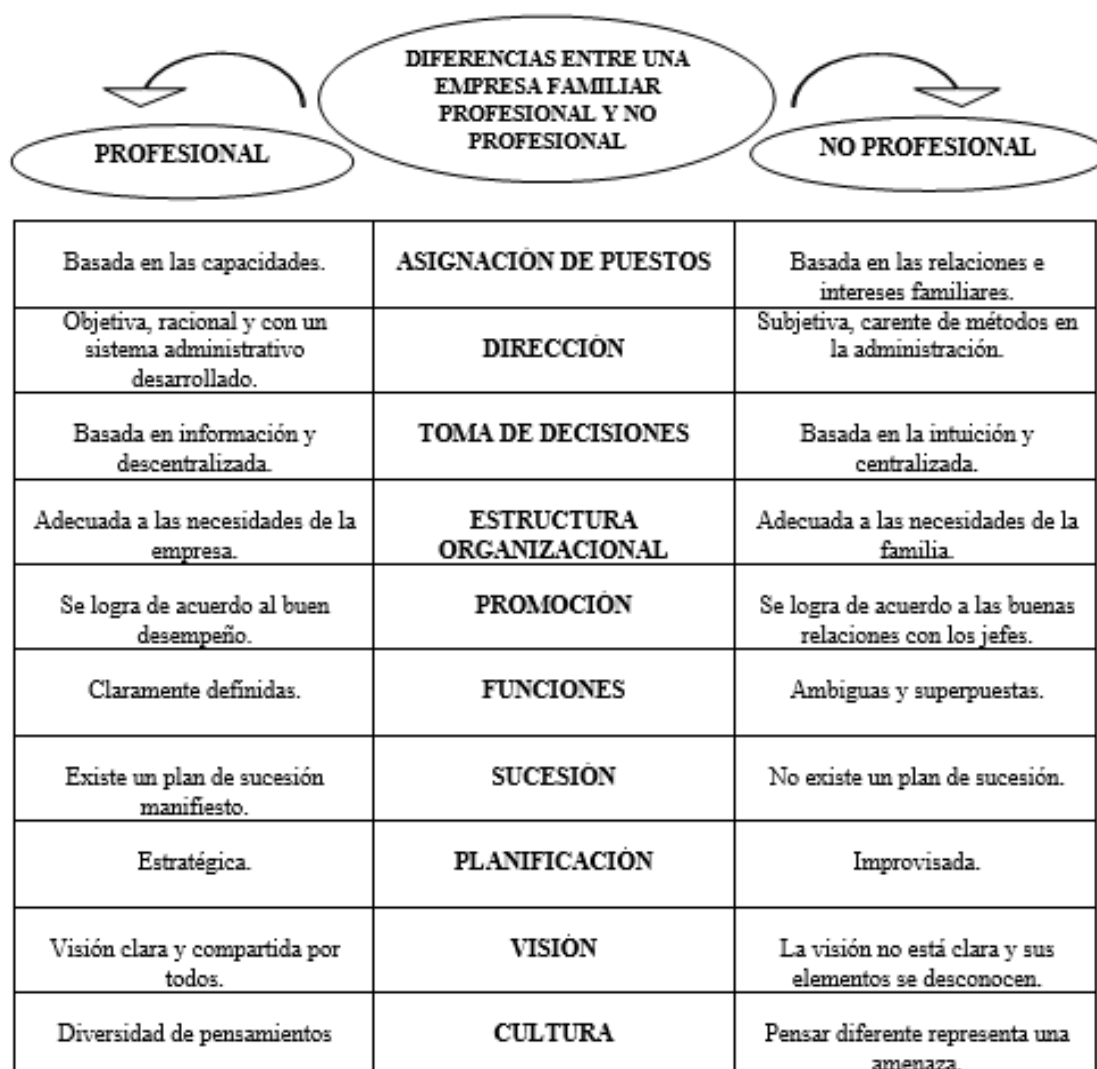 DIFERENCIAS ENTRE UNA
EMPRESA FAMILIAR
PROFESIONAL Y NO
PROFESIONAL
PROFESIONAL
NO PROFESIONAL
Basada en las capacidades.
ASIGNACIÓN DE PUESTOS
Basada en las relaciones e
intereses familiares.
Objetiva, racional y con un
sistema administrativo
desarrollado.
DIRECCIÓN
Subjetiva, carente de métodos en
la administración.
Basada en información y
descentralizada.
TOMA DE DECISIONES
Basada en la intuición y
centralizada.
Adecuada a las necesidades de la
empresa.
ESTRUCTURA
ORGANIZACIONAL
Adecuada a las necesidades de la
familia.
Se logra de acuerdo al buen
desempeño.
PROMOCIÓN
Se logra de acuerdo a las buenas
relaciones con los jefes.
Claramente definidas.
FUNCIONES
Ambiguas y superpuestas.
Existe un plan de sucesión
manifiesto.
SUCESIÓN
No existe un plan de sucesión.
Estratégica.
PLANIFICACIÓN
Improvisada.
Visión clara y compartida por
todos.
VISIÓN
La visión no está clara y sus
elementos se desconocen.
Diversidad de pensamientos
CULTURA
Pensar diferente representa una
amenaza.